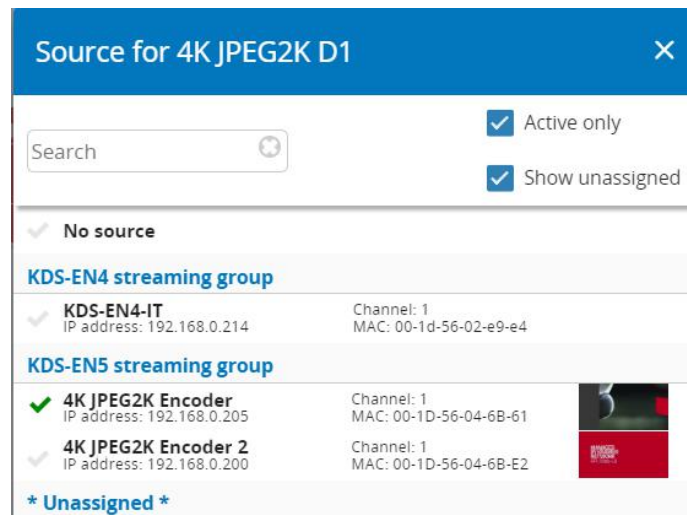 Source for 4K JPEG2K D1
Active only
Search
Show unassigned
No source
KDS-EN4 streaming group
KDS-EN4-IT
Channel: 1
IP address: 192.168.0.214
MAC: 00-1d-56-02-e9-e4
KDS-EN5 streaming group
4K JPEG2K Encoder
Channel: 1
IP address: 192.168.0.205
MAC: 00-1D-56-04-6B-61
4K JPEG2K Encoder 2
Channel: 1
IP address: 192.168.0.200
MAC: 00-1D-56-04-6B-E2
* Unassigned *